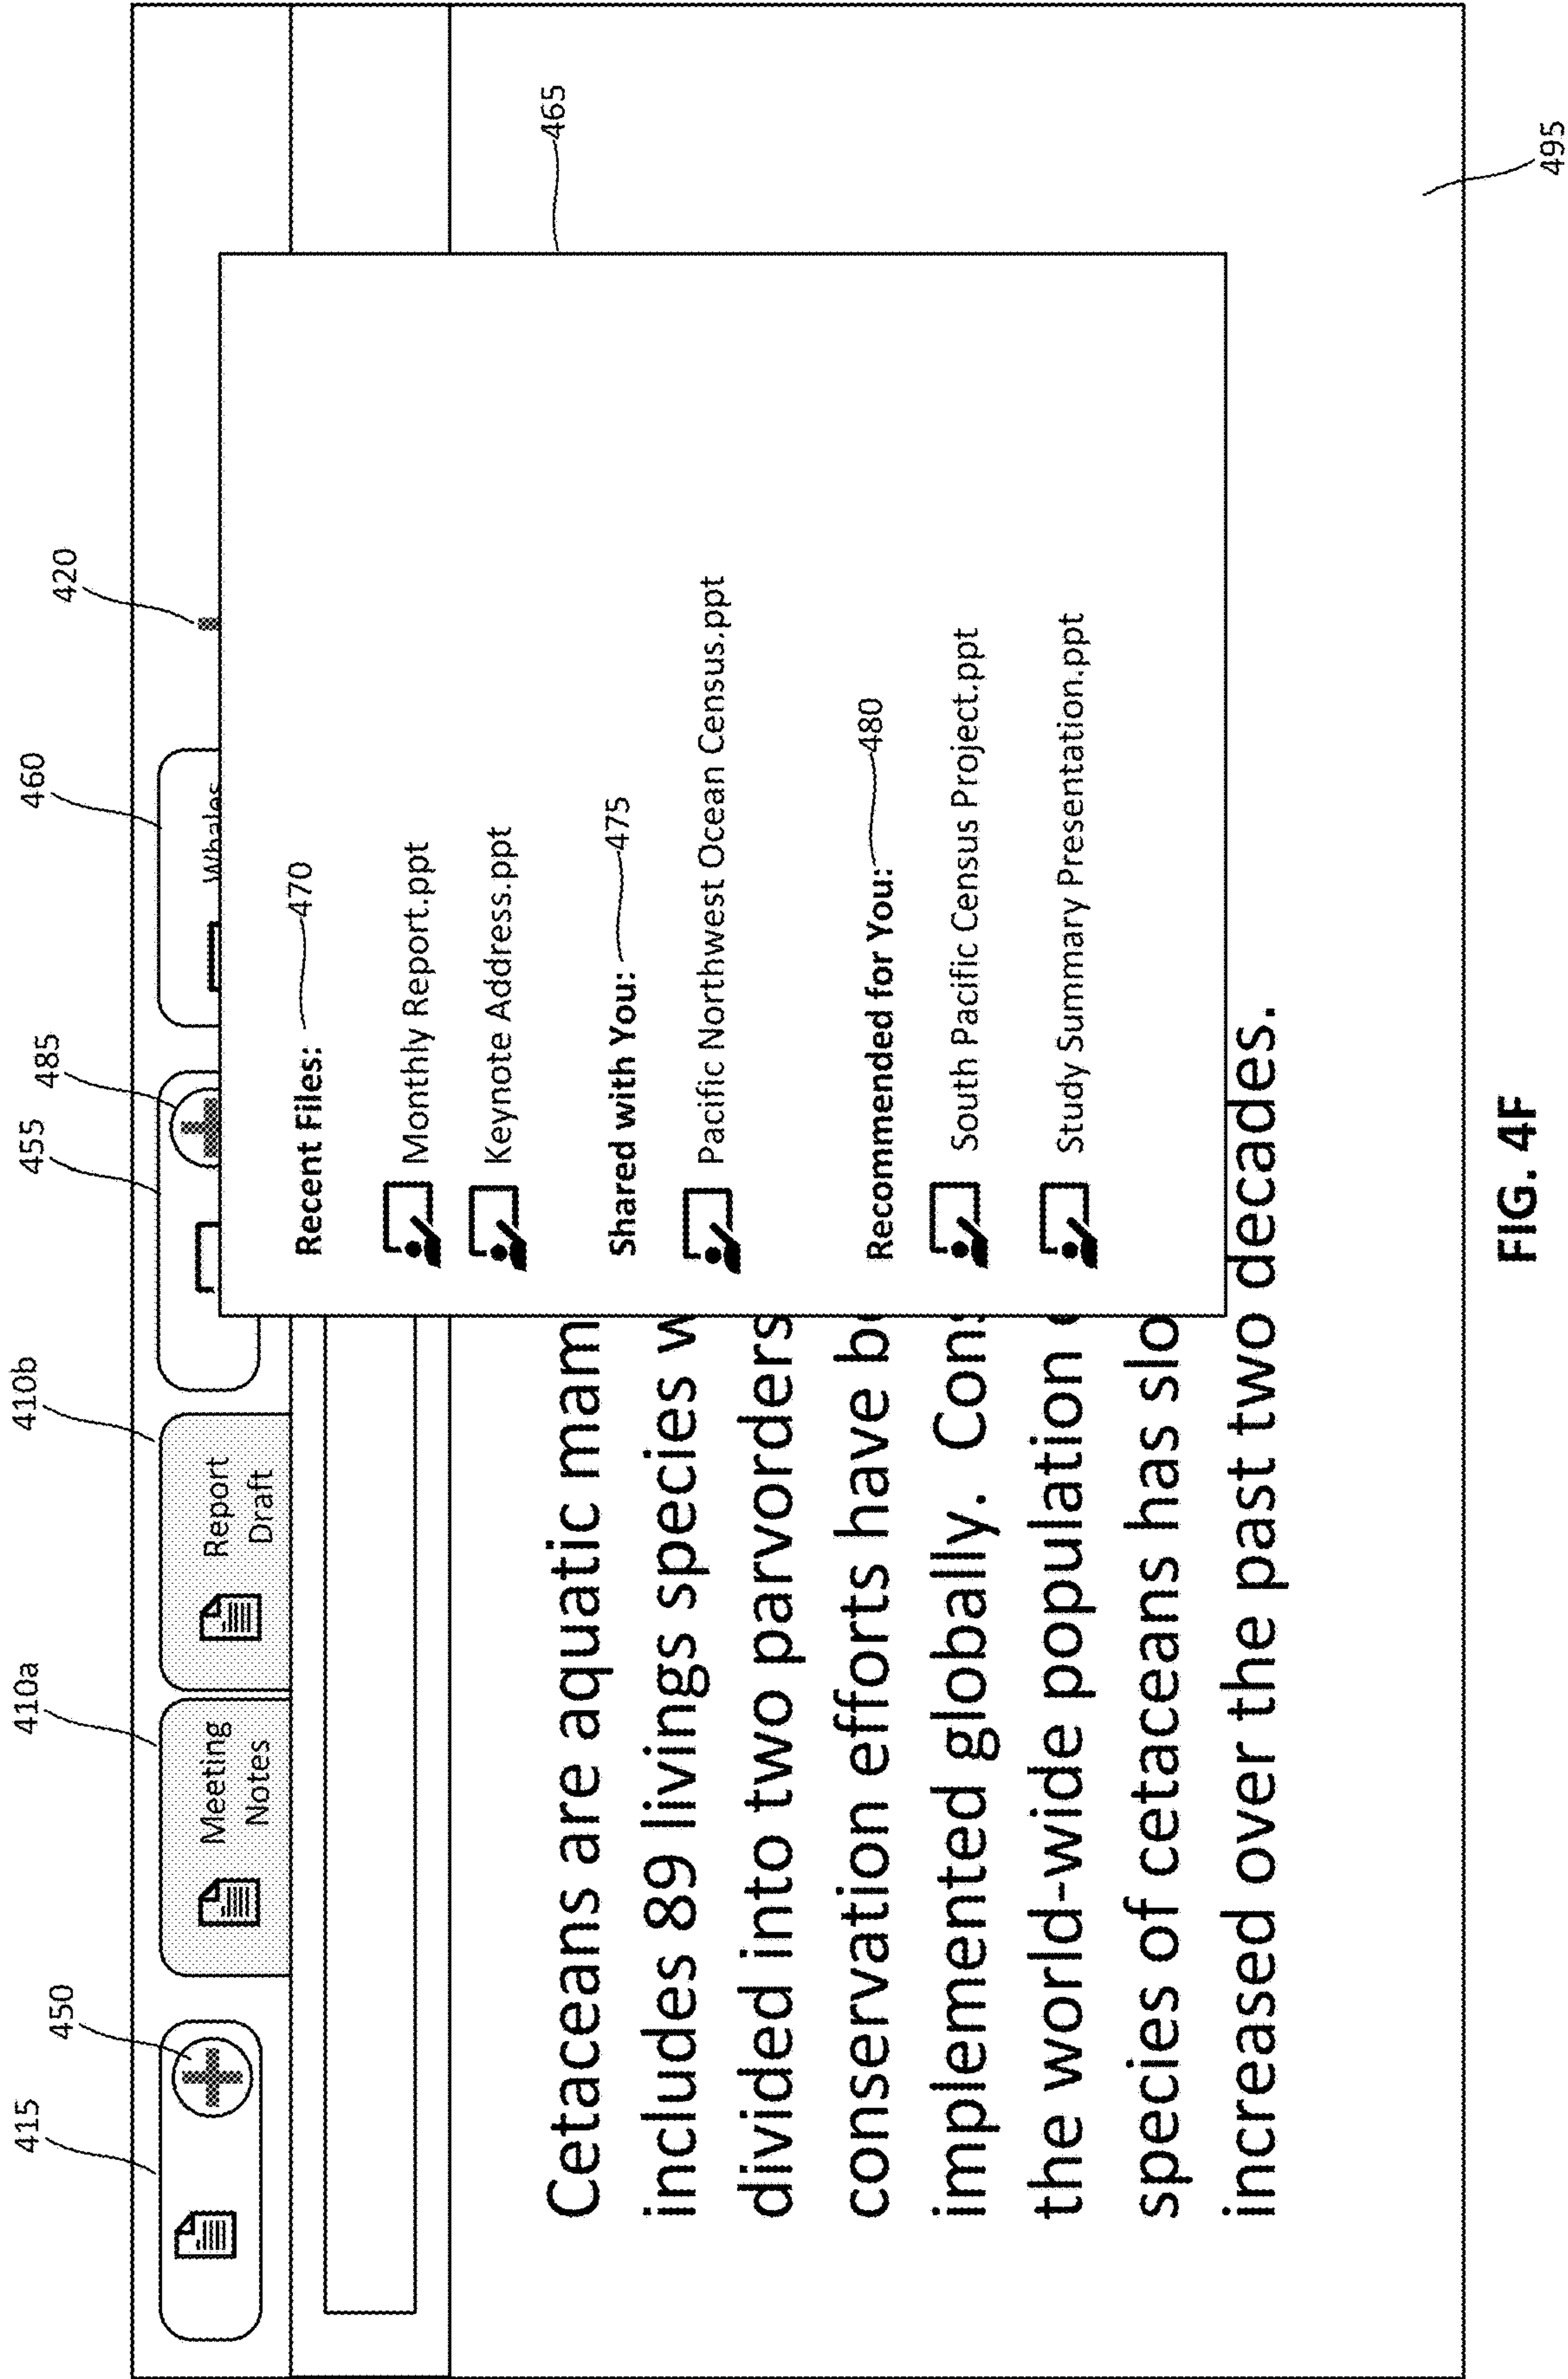 415
450
410a
410b
455
485
460
420
Meeting
Notes
Report
Draft
Whales
Recent Files:
470
Monthly Report.ppt
Keynote Address.ppt
Shared with You:
475
Pacific Northwest Ocean Census.ppt
Recommended for You:
480
South Pacific Census Project.ppt
Study Summary Presentation.ppt
465
Cetaceans are aquatic mam
includes 89 livings species w
divided into two parvorders
conservation efforts have b
implemented globally. Cons
the world-wide population
species of cetaceans has slo
increased over the past two decades.
495
FIG. 4F